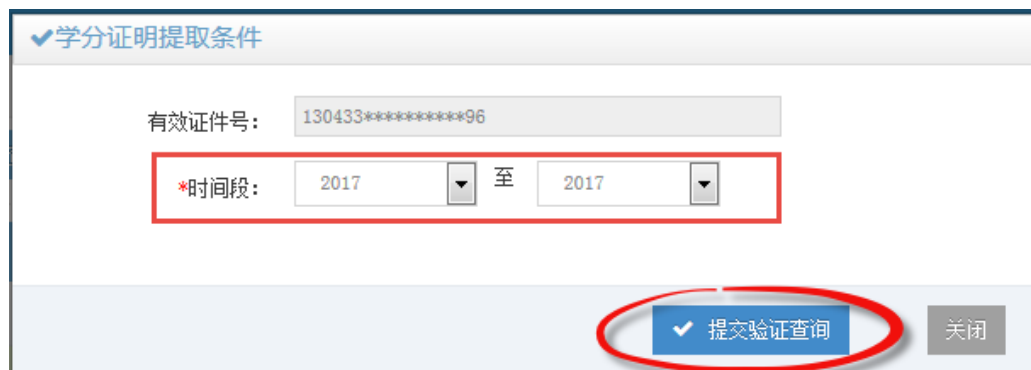 学分证明提取条件
有效证件号： 130433**********96
*时间段： 2017 至 2017
提交验证查询 关闭